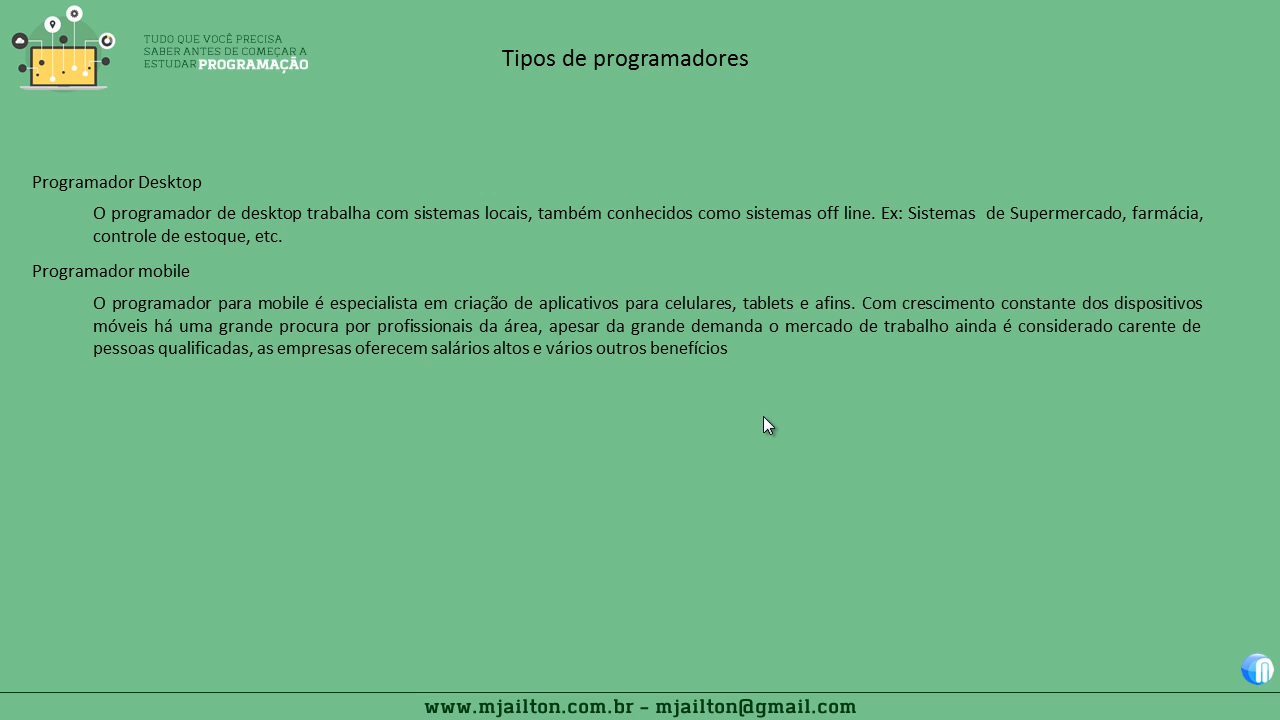 TUDO QUE VOCÊ PRECISA
SABER ANTES DE COMEÇAR A
ESTUDAR PROGRAMAÇÃO
Tipos de programadores
Programador Desktop
O programador de desktop trabalha com sistemas locais, também conhecidos como sistemas off line. Ex: Sistemas  de Supermercado, farmácia,
controle de estoque, etc.
Programador mobile
O programador para mobile é especialista em criação de aplicativos para celulares, tablets e afins. Com crescimento constante dos dispositivos
móveis há uma grande procura por profissionais da área, apesar da grande demanda o mercado de trabalho ainda é considerado carente de
pessoas qualificadas, as empresas oferecem salários altos e vários outros benefícios
www.mjailton.com.br – mjailton@gmail.com